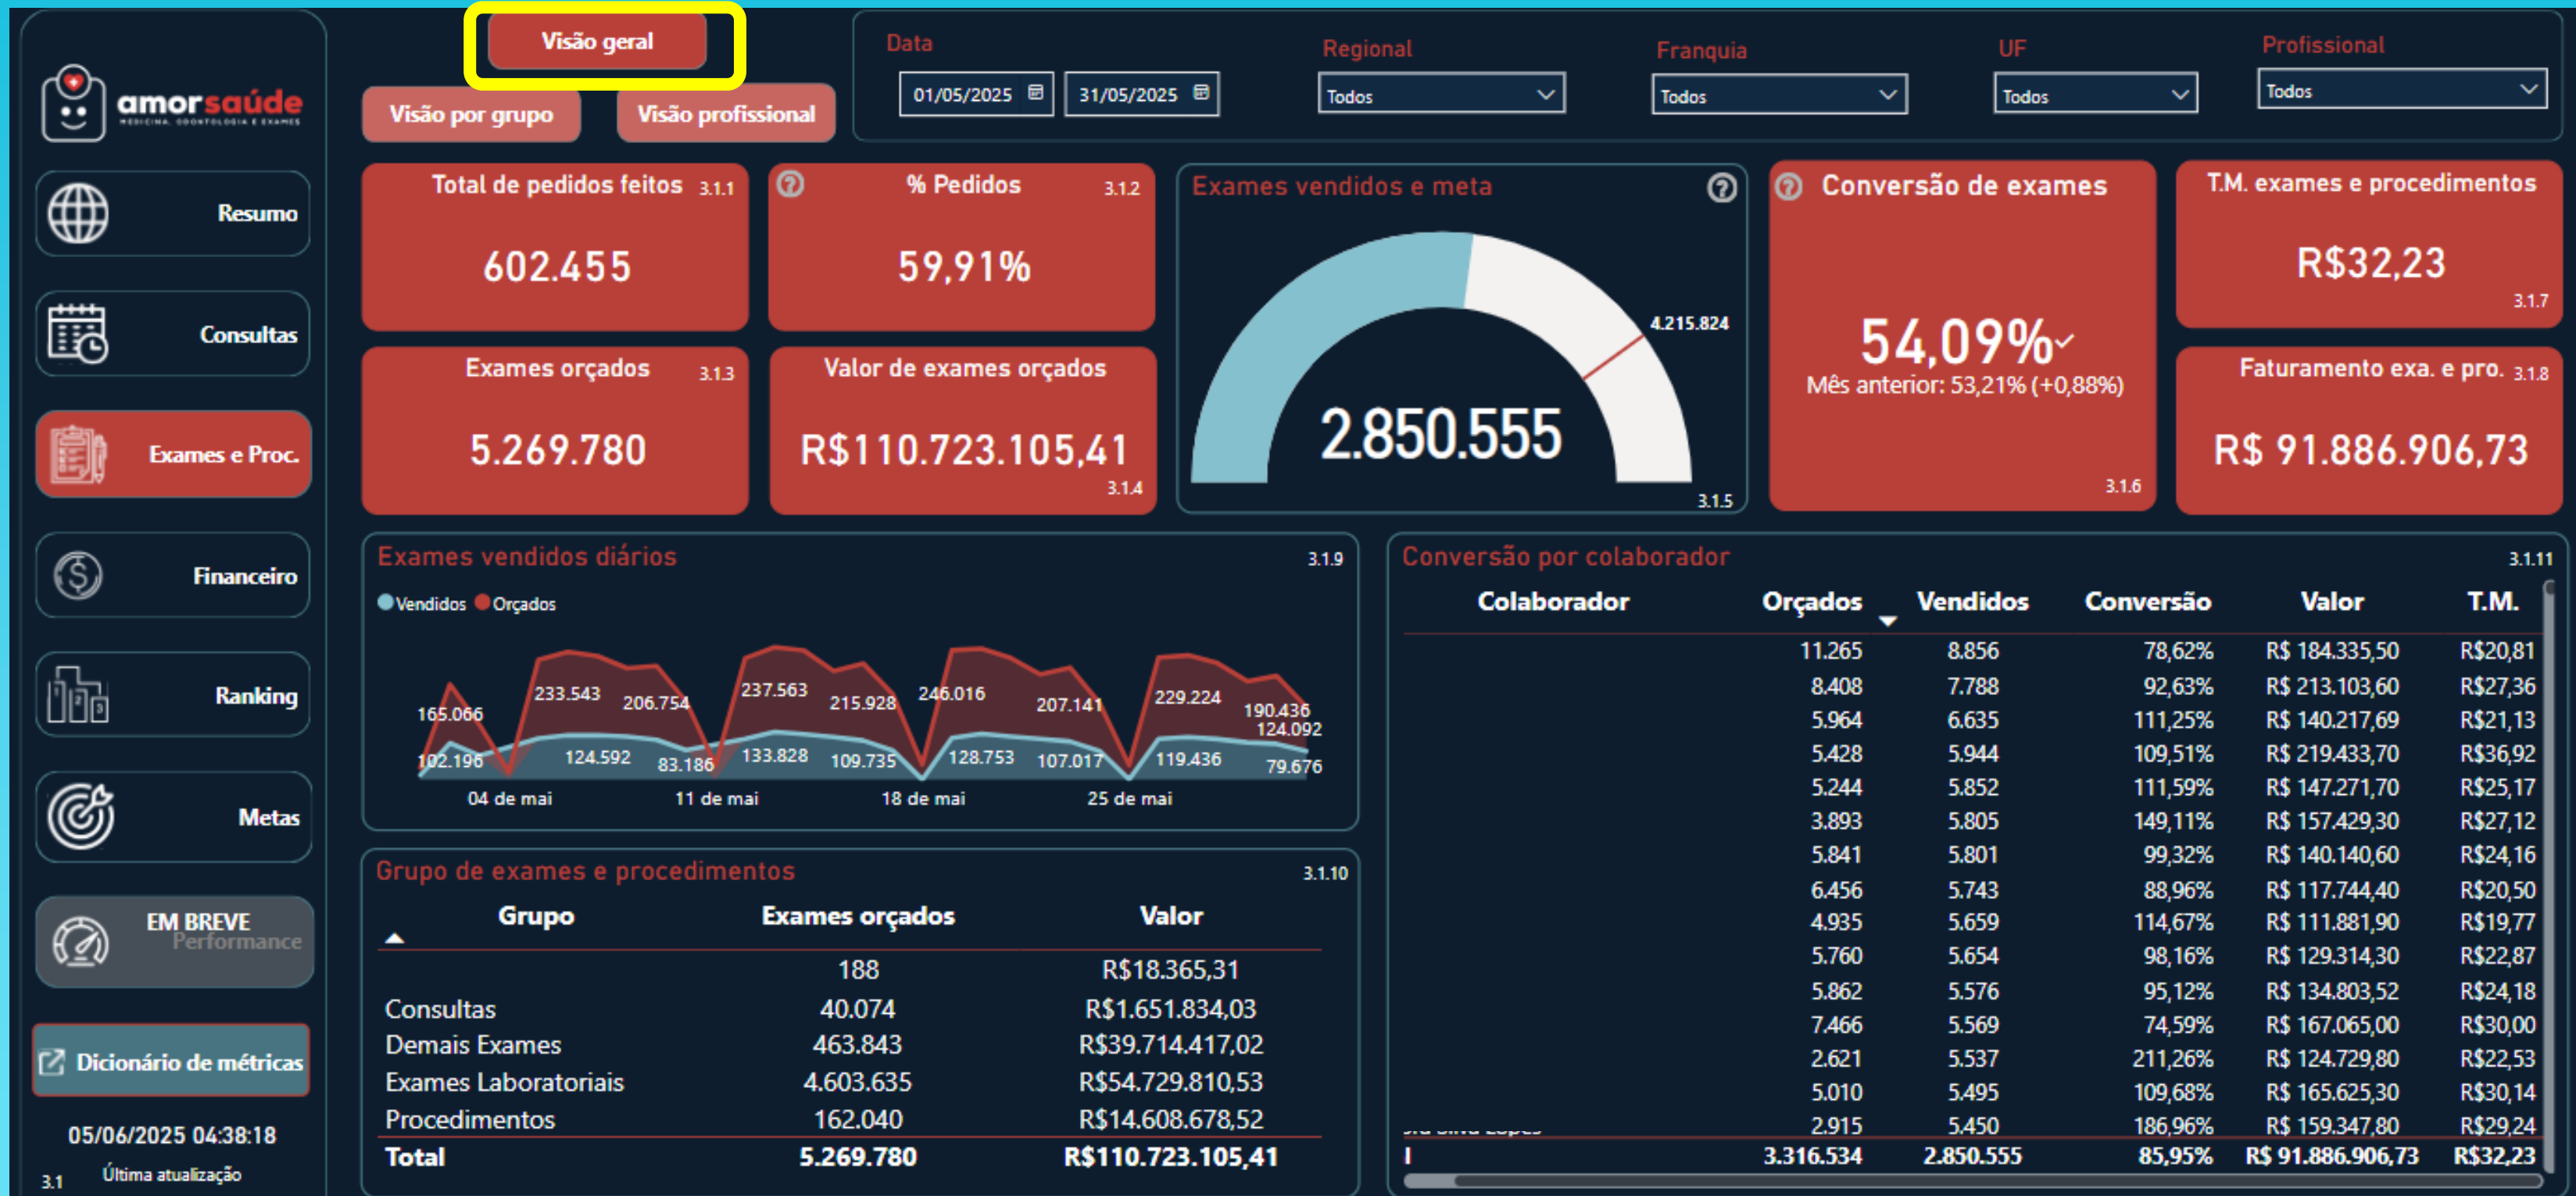 amorsaúde
MEDICINA, ODONTOLOGIA E EXAMES
Resumo
Consultas
Exames e Proc.
Financeiro
Ranking
Metas
EM BREVE
Performance
Dicionário de métricas
05/06/2025 04:38:18
Última atualização
3.1
Visão geral
Visão por grupo
Visão profissional
Data
01/05/2025
31/05/2025
Regional
Todos
Franquia
Todos
UF
Todos
Profissional
Todos
Total de pedidos feitos 3.1.1
602.455
% Pedidos 3.1.2
59,91%
Exames orçados 3.1.3
5.269.780
Valor de exames orçados
R$110.723.105,41
3.1.4
Exames vendidos e meta
4.215.824
2.850.555
3.1.5
Conversão de exames
54,09%
Mês anterior: 53,21% (+0,88%)
3.1.6
T.M. exames e procedimentos
R$32,23
3.1.7
Faturamento exa. e pro. 3.1.8
R$ 91.886.906,73
Exames vendidos diários 3.1.9
Vendidos Orçados
165.066 233.543 206.754 237.563 215.928 246.016 207.141 229.224 190.436
124.092
102.196 124.592 83.186 133.828 109.735 128.753 107.017 119.436 79.676
04 de mai 11 de mai 18 de mai 25 de mai
Grupo de exames e procedimentos 3.1.10
Grupo Exames orçados Valor
188 R$18.365,31
Consultas 40.074 R$1.651.834,03
Demais Exames 463.843 R$39.714.417,02
Exames Laboratoriais 4.603.635 R$54.729.810,53
Procedimentos 162.040 R$14.608.678,52
Total 5.269.780 R$110.723.105,41
Conversão por colaborador 3.1.11
Colaborador Orçados Vendidos Conversão Valor T.M.
11.265 8.856 78,62% R$ 184.335,50 R$20,81
8.408 7.788 92,63% R$ 213.103,60 R$27,36
5.964 6.635 111,25% R$ 140.217,69 R$21,13
5.428 5.944 109,51% R$ 219.433,70 R$36,92
5.244 5.852 111,59% R$ 147.271,70 R$25,17
3.893 5.805 149,11% R$ 157.429,30 R$27,12
5.841 5.801 99,32% R$ 140.140,60 R$24,16
6.456 5.743 88,96% R$ 117.744,40 R$20,50
4.935 5.659 114,67% R$ 111.881,90 R$19,77
5.760 5.654 98,16% R$ 129.314,30 R$22,87
5.862 5.576 95,12% R$ 134.803,52 R$24,18
7.466 5.569 74,59% R$ 167.065,00 R$30,00
2.621 5.537 211,26% R$ 124.729,80 R$22,53
5.010 5.495 109,68% R$ 165.625,30 R$30,14
2.915 5.450 186,96% R$ 159.347,80 R$29,24
3.316.534 2.850.555 85,95% R$ 91.886.906,73 R$32,23